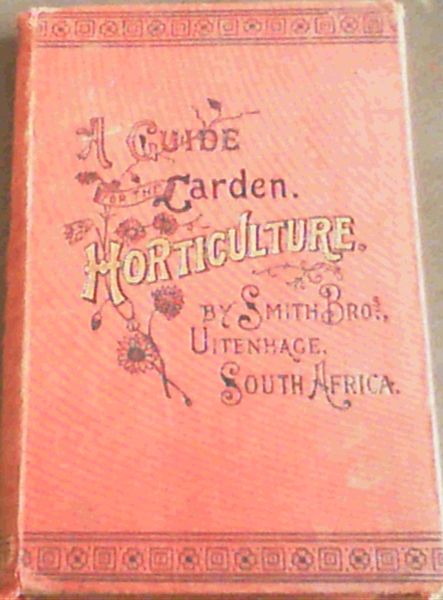 A GUIDE
FOR THE
Garden.
HORTICULTURE.
BY SMITH BROS.,
UITENHAGE.
SOUTH AFRICA.